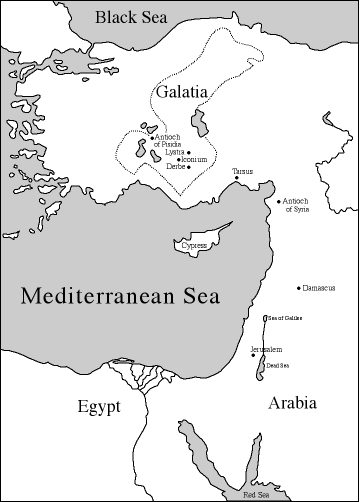 Black Sea
Galatia
Antioch
of Pisidia
Lystra
Iconium
Derbe
Tarsus
Antioch
of Syria
Cypress
Mediterranean Sea
Damascus
Sea of Galilee
Jerusalem
Dead Sea
Egypt
Arabia
Red Sea